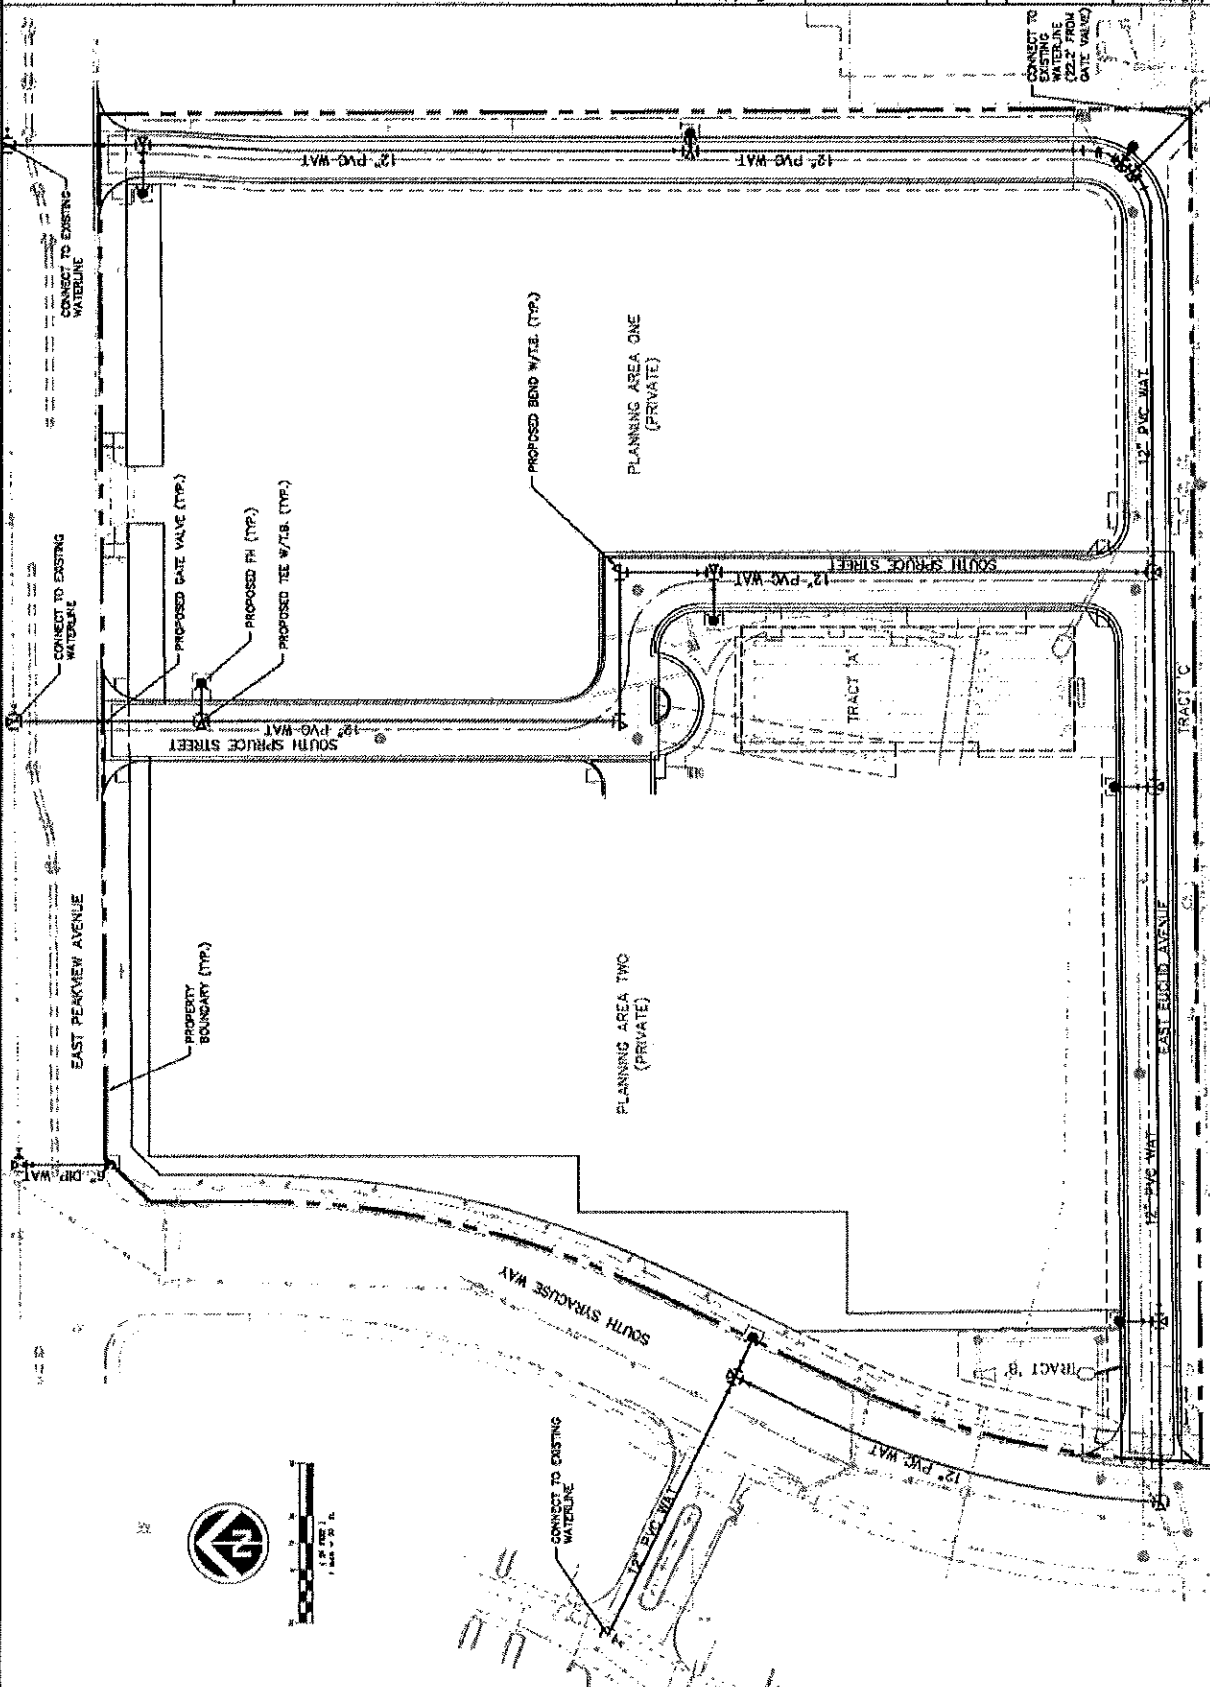 CONNECT TO
EXISTING
WATERLINE
(22.2' FROM
GATE VALVE)
CONNECT TO EXISTING
WATERLINE
12" PVC WAT
12" PVC WAT
CONNECT TO EXISTING
WATERLINE
PROPOSED GATE VALVE (TYP.)
PROPOSED FH (TYP.)
PROPOSED TEE W/T.B. (TYP.)
PROPOSED BEND W/T.B. (TYP.)
PLANNING AREA ONE
(PRIVATE)
12" PVC WAT
SOUTH SPRUCE STREET
12" PVC WAT
SOUTH SPRUCE STREET
12" PVC WAT
TRACT 'A'
TRACT 'C'
EAST PEAKVIEW AVENUE
PROPERTY
BOUNDARY (TYP.)
PLANNING AREA TWO
(PRIVATE)
EAST EUCLID AVENUE
6" DIP WAT
12" PVC WAT
SOUTH SYRACUSE WAY
TRACT 'B'
12" PVC WAT
CONNECT TO EXISTING
WATERLINE
12" PVC WAT
N